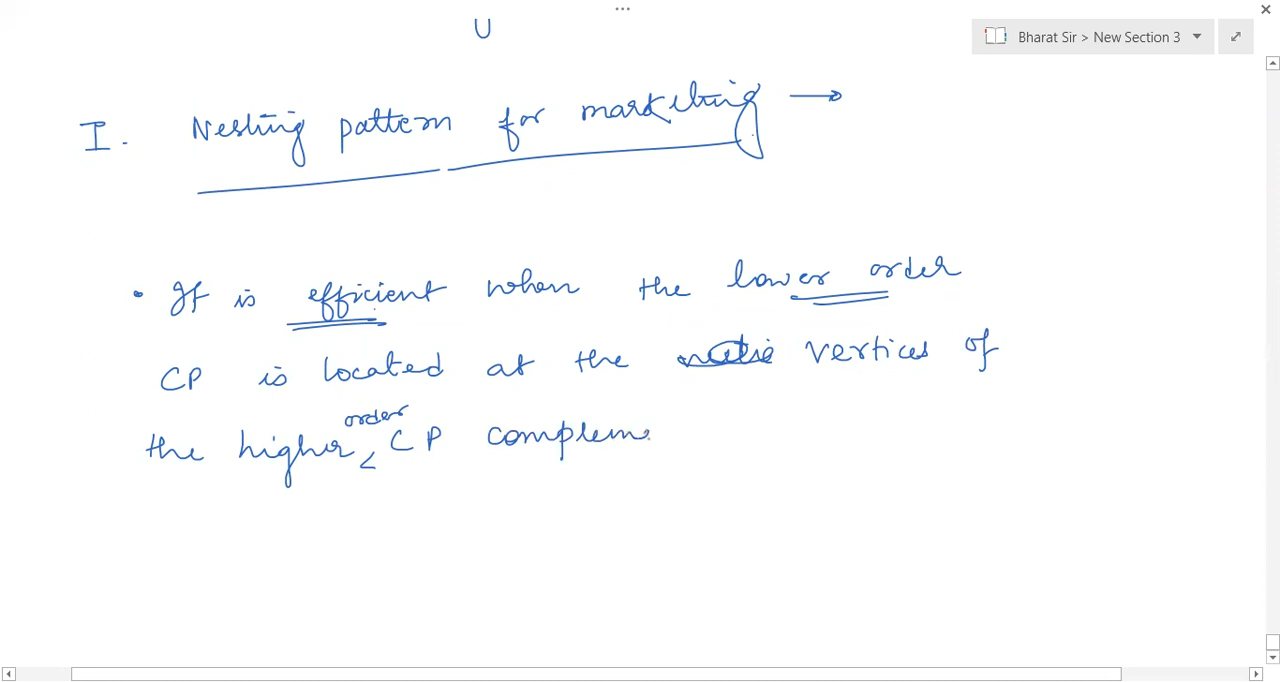 Bharat Sir > New Section 3
I. Nesting pattern for marketing →
• It is efficient when the lower order
CP is located at the vertices of
order
the higher CP complem